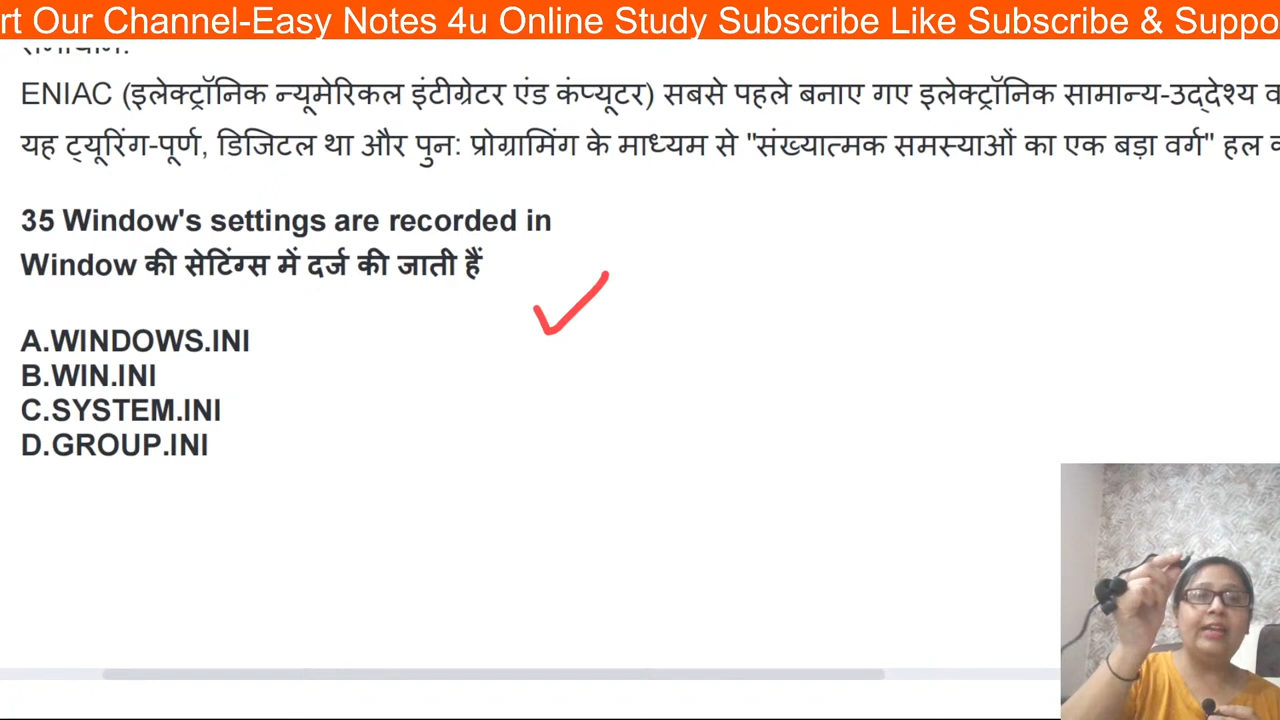 rt Our Channel-Easy Notes 4u Online Study Subscribe Like Subscribe & Suppo
ENIAC (इलेक्ट्रॉनिक न्यूमेरिकल इंटीग्रेटर एंड कंप्यूटर) सबसे पहले बनाए गए इलेक्ट्रॉनिक सामान्य-उद्देश्य
यह ट्यूरिंग-पूर्ण, डिजिटल था और पुन: प्रोग्रामिंग के माध्यम से "संख्यात्मक समस्याओं का एक बड़ा वर्ग" हल
35 Window's settings are recorded in
Window की सेटिंग्स में दर्ज की जाती हैं
A.WINDOWS.INI
B.WIN.INI
C.SYSTEM.INI
D.GROUP.INI